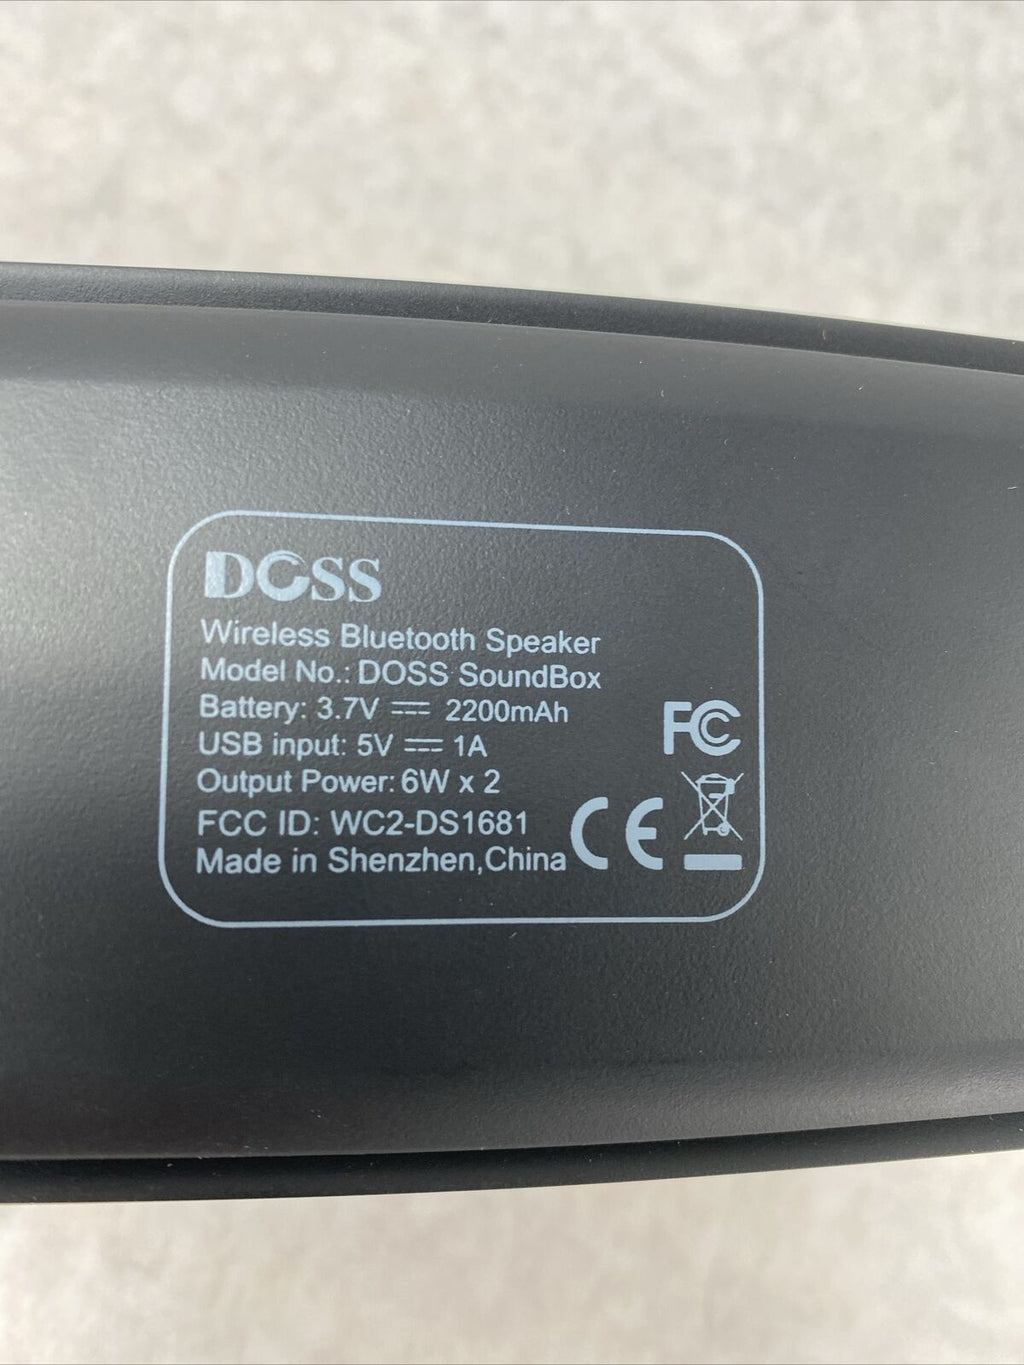 DOSS
Wireless Bluetooth Speaker
Model No.: DOSS SoundBox
Battery: 3.7V ⎓ 2200mAh
USB input: 5V ⎓ 1A
Output Power: 6W x 2
FCC ID: WC2-DS1681
Made in Shenzhen,China
FC
CE